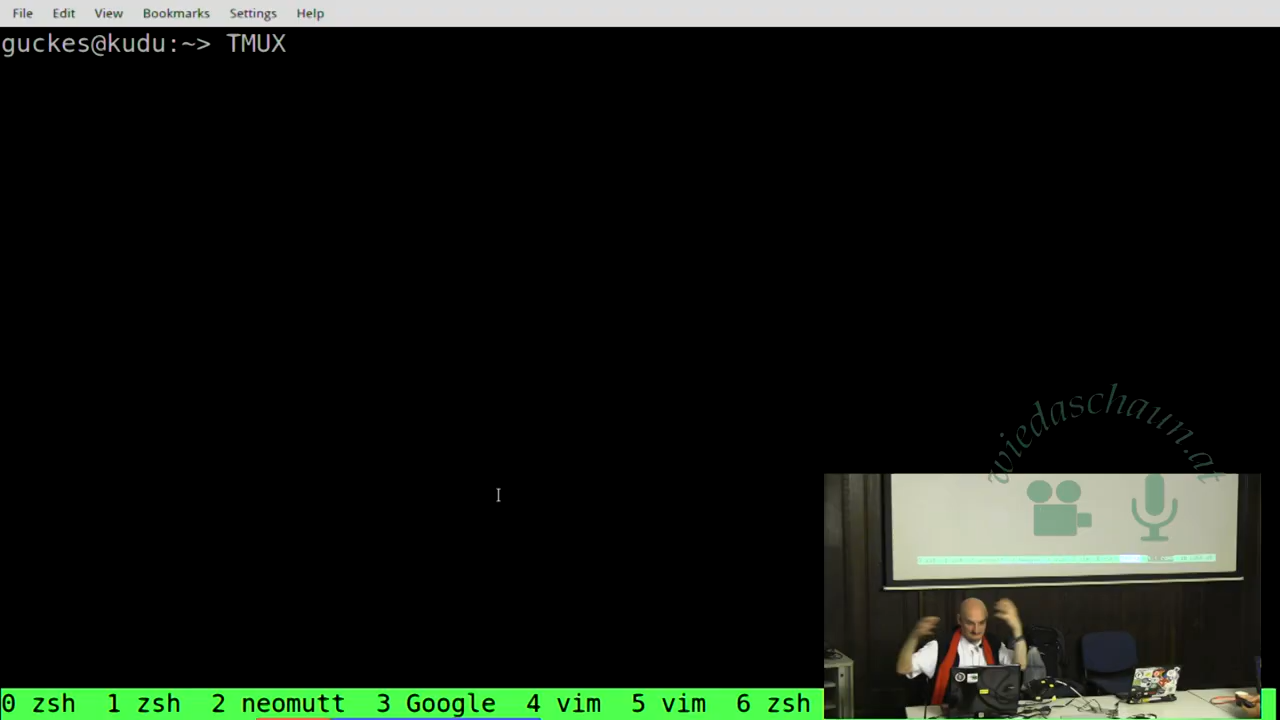 File Edit View Bookmarks Settings Help
guckes@kudu:~> TMUX
wiedaschaun.at
0 zsh 1 zsh 2 neomutt 3 Google 4 vim 5 vim 6 zsh